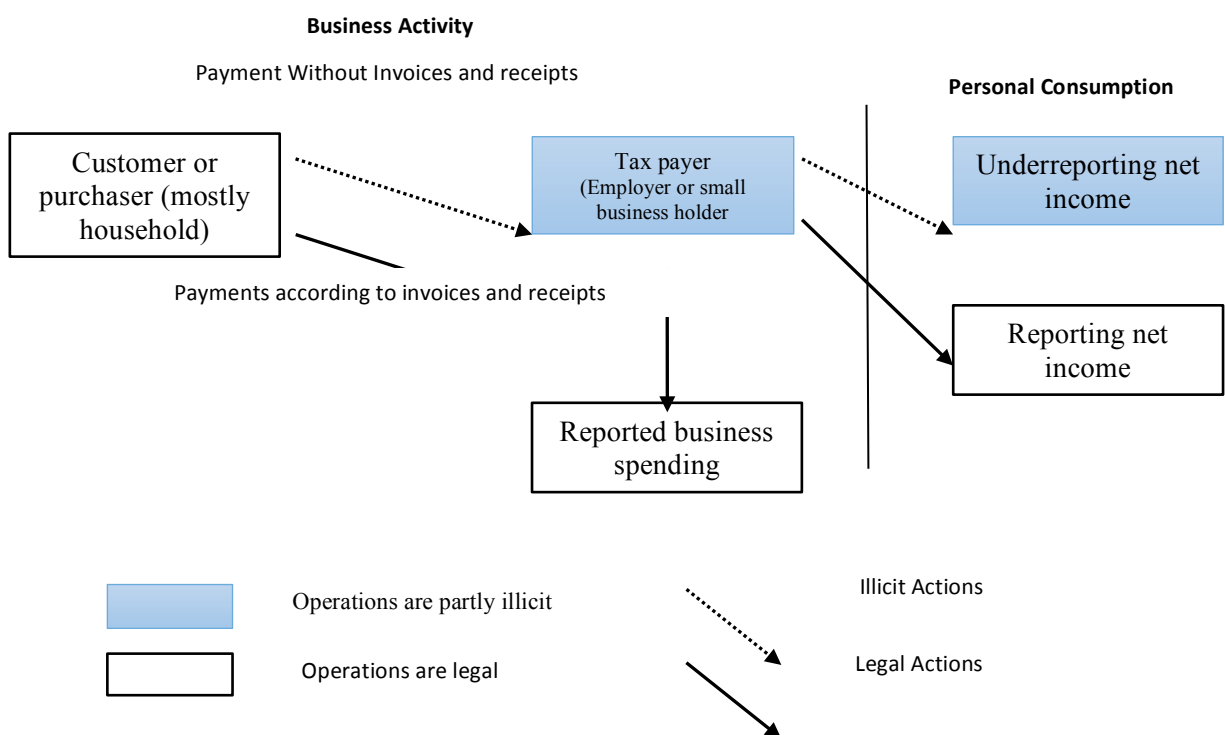 Business Activity
Payment Without Invoices and receipts
Personal Consumption
Customer or
purchaser (mostly
household)
Tax payer
(Employer or small
business holder
Underreporting net
income
Payments according to invoices and receipts
Reporting net
income
Reported business
spending
Operations are partly illicit
Illicit Actions
Operations are legal
Legal Actions